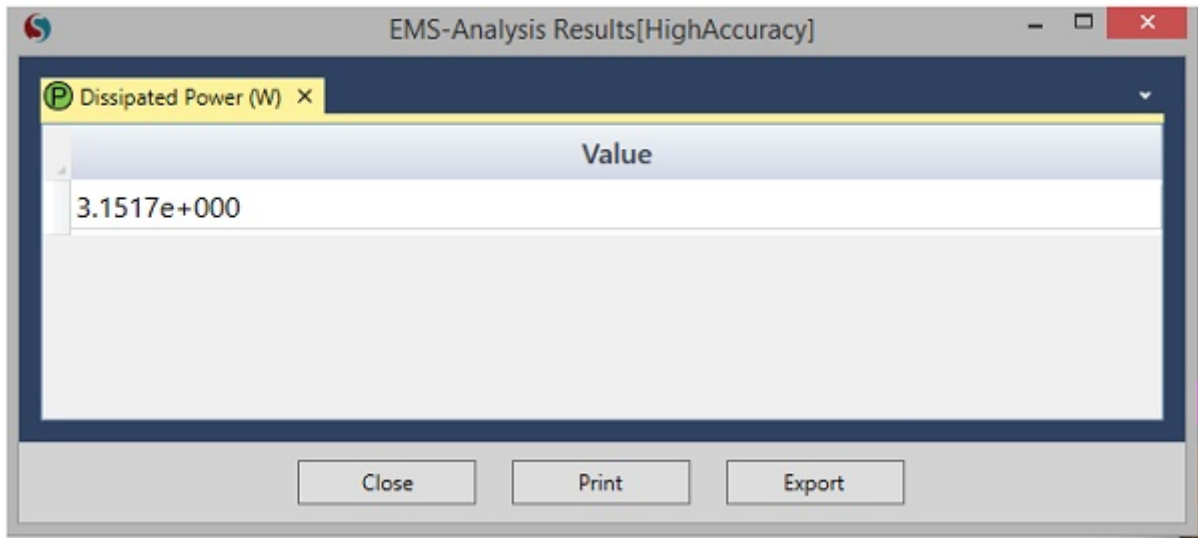 EMS-Analysis Results[HighAccuracy]
P Dissipated Power (W)
Value
3.1517e+000
Close Print Export